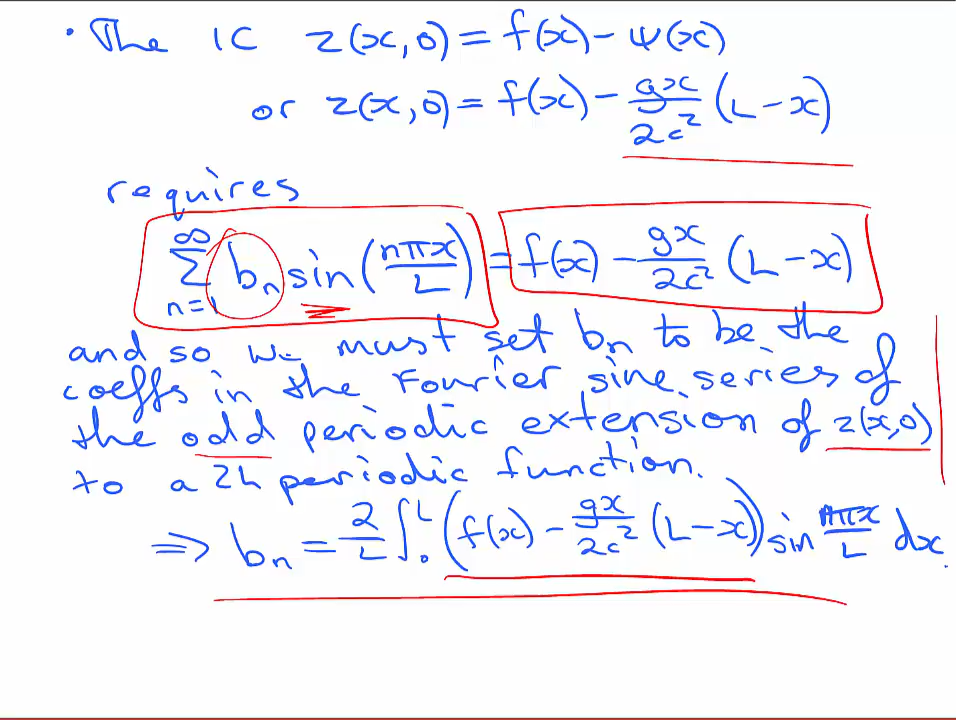 • The IC z(x,0) = f(x) − ψ(x)
or z(x,0) = f(x) − gx/2c² (L−x)
requires
∑_{n=1}^{∞} b_n sin(nπx/L) = f(x) − gx/2c² (L−x)
and so we must set b_n to be the
coeffs in the Fourier sine series of
the odd periodic extension of z(x,0)
to a 2L periodic function.
⇒ b_n = 2/L ∫_0^L (f(x) − gx/2c² (L−x)) sin nπx/L dx.